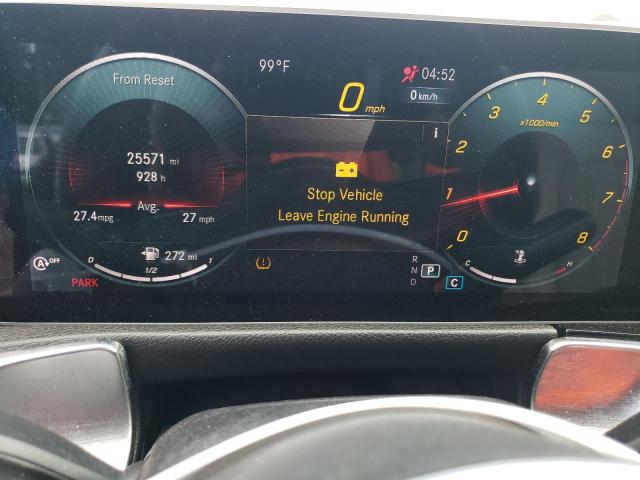 From Reset
25571 mi
928 h
Avg.
27.4 mpg 27 mph
0 1/2 1
272 mi
OFF
PARK
99°F
04:52
0 mph
0 km/h
i
Stop Vehicle
Leave Engine Running
R
N P
D C
0 1 2 3 4 5 6 7 8
x1000/min
C H